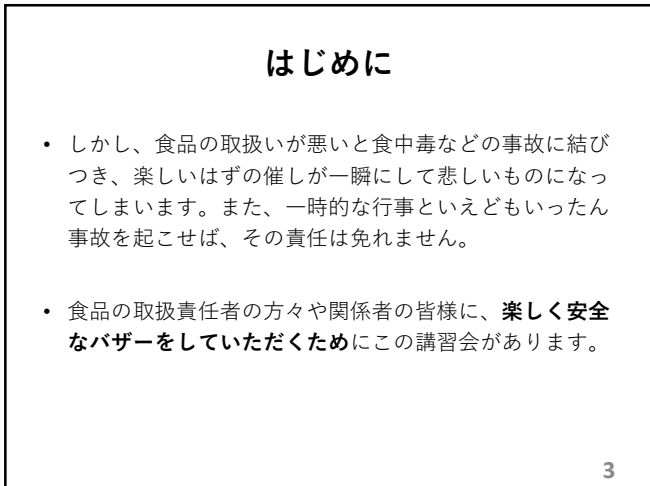 はじめに
• しかし、食品の取扱いが悪いと食中毒などの事故に結び
つき、楽しいはずの催しが一瞬にして悲しいものになっ
てしまいます。また、一時的な行事といえどもいったん
事故を起こせば、その責任は免れません。
• 食品の取扱責任者の方々や関係者の皆様に、楽しく安全
なバザーをしていただくためにこの講習会があります。
3